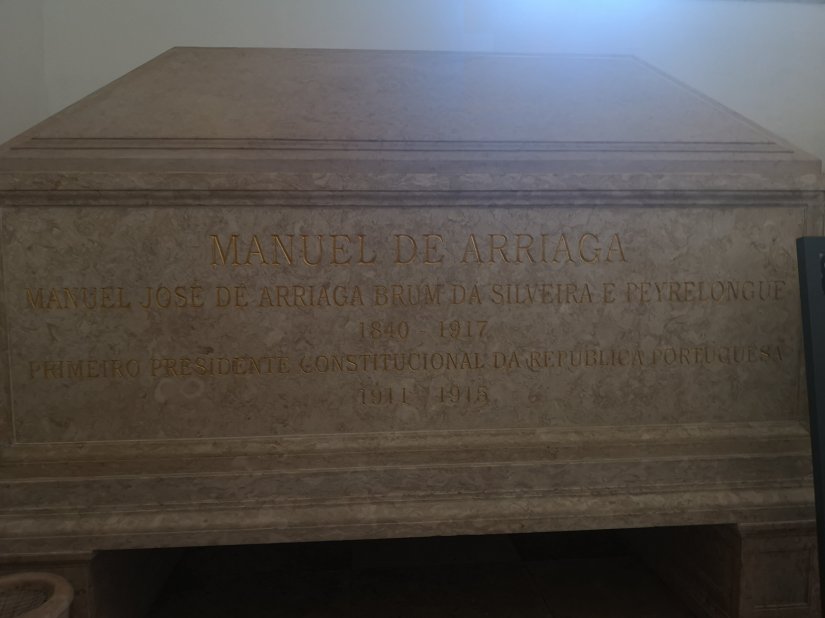 MANUEL DE ARRIAGA
MANUEL JOSÉ DE ARRIAGA BRUM DA SILVEIRA E PEYRELONGUE
1840 - 1917
PRIMEIRO PRESIDENTE CONSTITUCIONAL DA REPÚBLICA PORTUGUESA
1911 - 1915